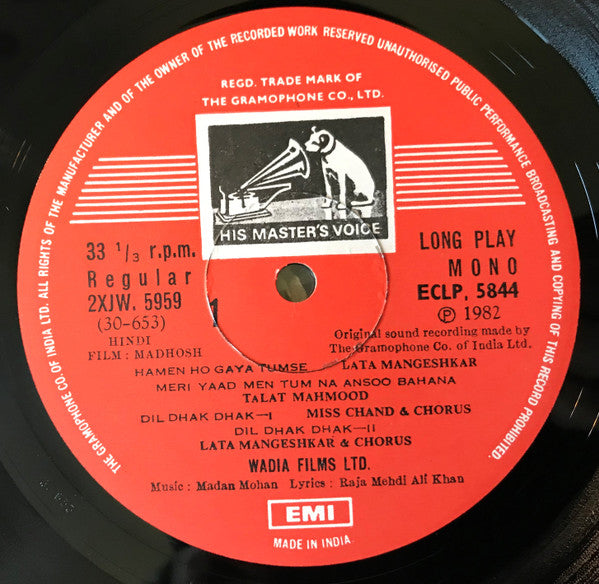 THE GRAMOPHONE CO. OF INDIA LTD. ALL RIGHTS OF THE MANUFACTURER AND OF THE OWNER OF THE RECORDED WORK RESERVED UNAUTHORISED PUBLIC PERFORMANCE BROADCASTING AND COPYING OF THIS RECORD PROHIBITED.
REGD. TRADE MARK OF
THE GRAMOPHONE CO., LTD.
HIS MASTER'S VOICE
33 1/3 r.p.m.
Regular
2XJW. 5959
(30-653)
HINDI
FILM : MADHOSH
1
LONG PLAY
MONO
ECLP. 5844
℗ 1982
Original sound recording made by
The Gramophone Co. of India Ltd.
HAMEN HO GAYA TUMSE LATA MANGESHKAR
MERI YAAD MEN TUM NA ANSOO BAHANA
TALAT MAHMOOD
DIL DHAK DHAK—I MISS CHAND & CHORUS
DIL DHAK DHAK—II
LATA MANGESHKAR & CHORUS
WADIA FILMS LTD.
Music : Madan Mohan Lyrics : Raja Mehdi Ali Khan
EMI
MADE IN INDIA.